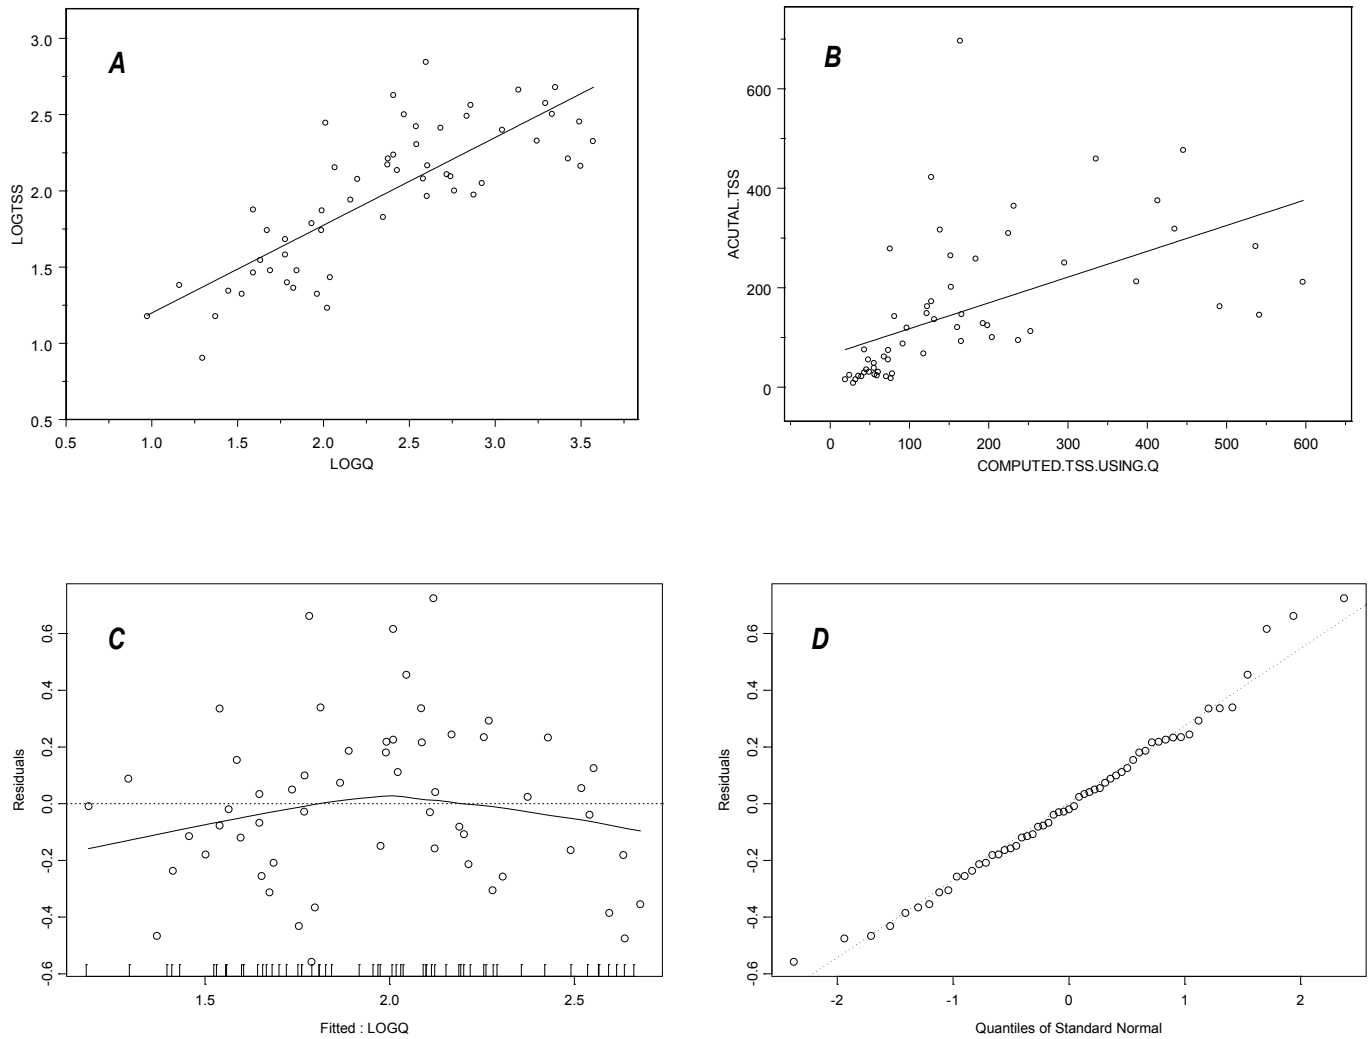 A
3.0
2.5
2.0
1.5
1.0
0.5
LOGTSS
0.5 1.0 1.5 2.0 2.5 3.0 3.5
LOGQ
B
600
400
200
0
ACUTAL.TSS
0 100 200 300 400 500 600
COMPUTED.TSS.USING.Q
C
0.6
0.4
0.2
0.0
-0.2
-0.4
-0.6
Residuals
1.5 2.0 2.5
Fitted : LOGQ
D
0.6
0.4
0.2
0.0
-0.2
-0.4
-0.6
Residuals
-2 -1 0 1 2
Quantiles of Standard Normal